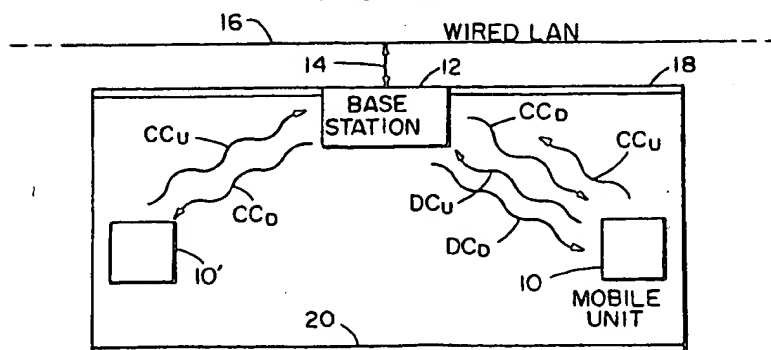 16 WIRED LAN
14 12 18
BASE
STATION
CCU CCD
CCU
CCD DCU
DCD
10' 10
MOBILE
UNIT
20